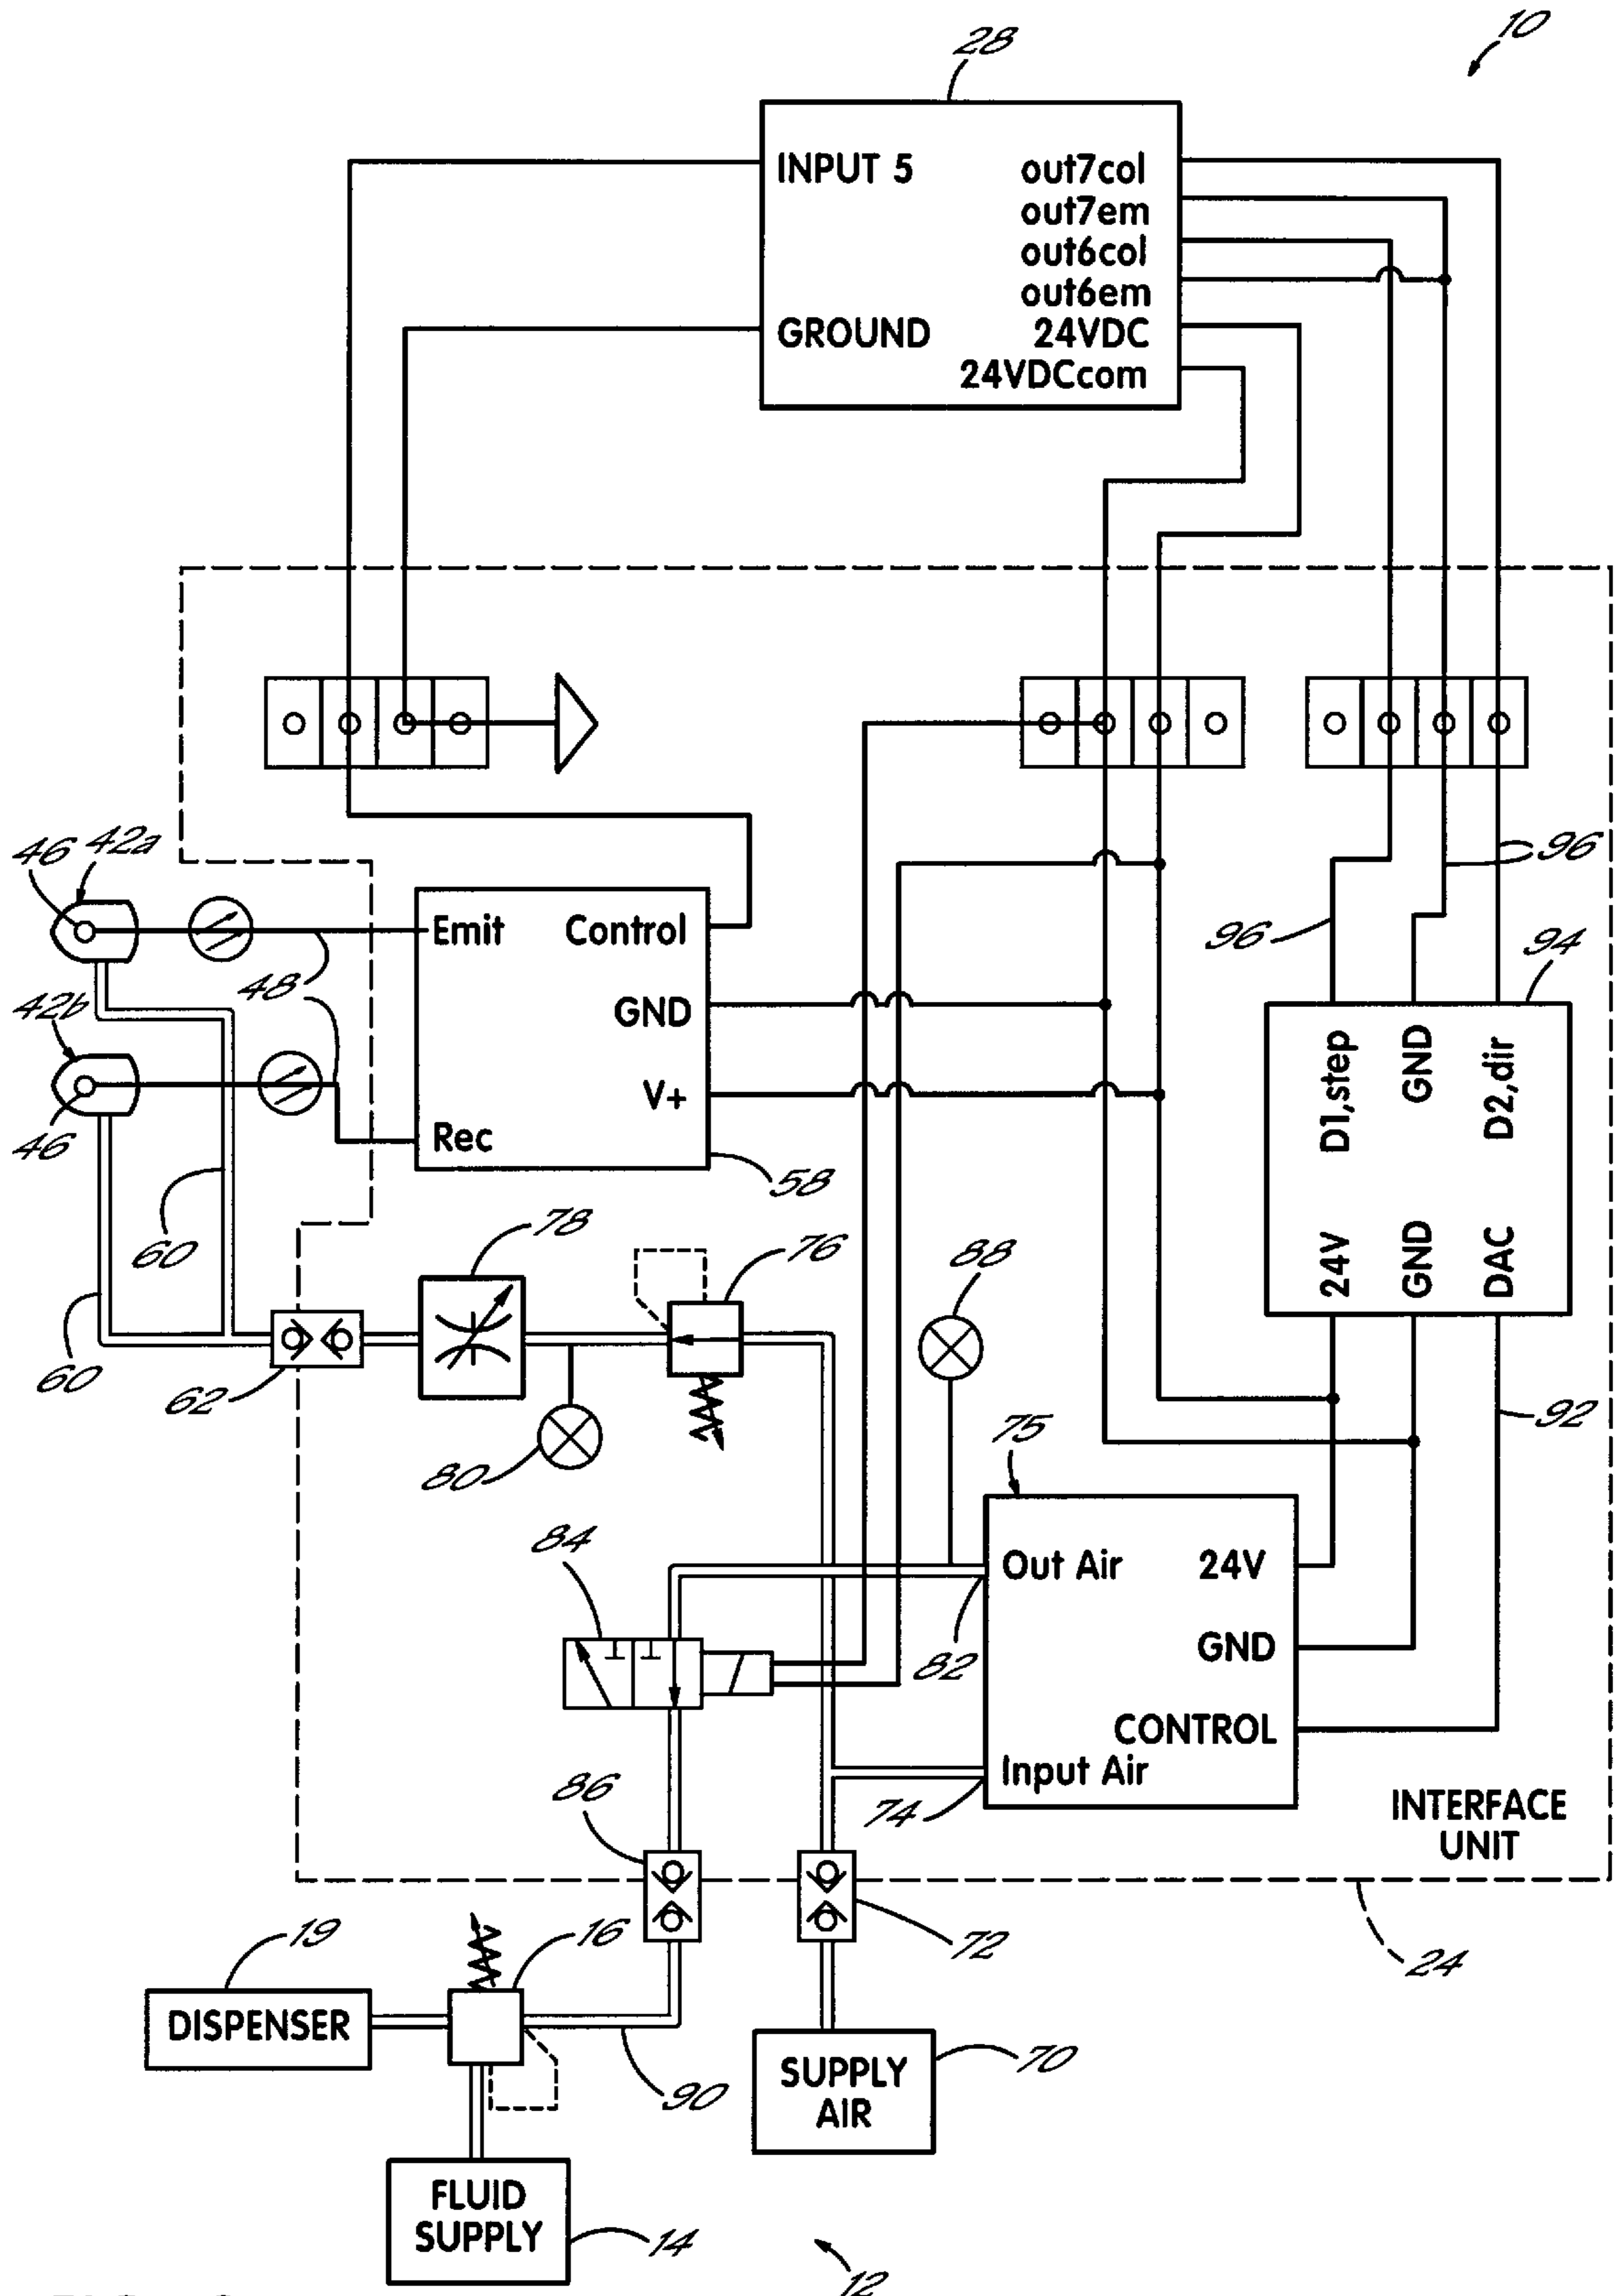 10
28
INPUT 5
out7col
out7em
out6col
out6em
GROUND
24VDC
24VDCcom
46
42a
96
96
94
Emit
Control
48
42b
GND
D1,step
GND
D2,dir
V+
46
Rec
58
60
78
76
88
24V
GND
DAC
60
62
80
75
92
84
Out Air
24V
82
GND
CONTROL
86
Input Air
74
INTERFACE
UNIT
19
16
72
24
DISPENSER
90
SUPPLY
AIR
70
FLUID
SUPPLY
14
12